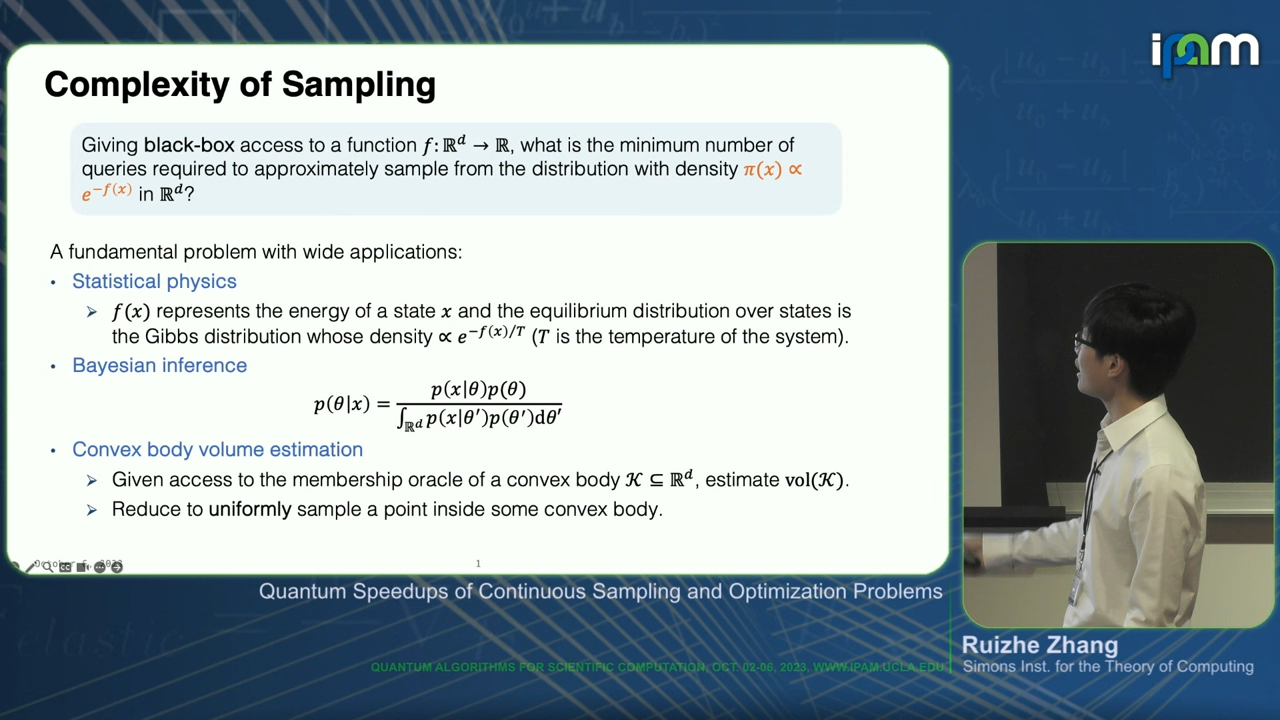 ipam
Complexity of Sampling
Giving black-box access to a function f: ℝᵈ → ℝ, what is the minimum number of
queries required to approximately sample from the distribution with density π(x) ∝
e^{-f(x)} in ℝᵈ?
A fundamental problem with wide applications:
• Statistical physics
➢ f(x) represents the energy of a state x and the equilibrium distribution over states is
the Gibbs distribution whose density ∝ e^{-f(x)/T} (T is the temperature of the system).
• Bayesian inference
p(θ|x) = p(x|θ)p(θ) / ∫_{ℝᵈ} p(x|θ′)p(θ′)dθ′
• Convex body volume estimation
➢ Given access to the membership oracle of a convex body 𝒦 ⊆ ℝᵈ, estimate vol(𝒦).
➢ Reduce to uniformly sample a point inside some convex body.
1
Quantum Speedups of Continuous Sampling and Optimization Problems
Ruizhe Zhang
Simons Inst. for the Theory of Computing
QUANTUM ALGORITHMS FOR SCIENTIFIC COMPUTATION, OCT. 02-06, 2023, WWW.IPAM.UCLA.EDU
elastic